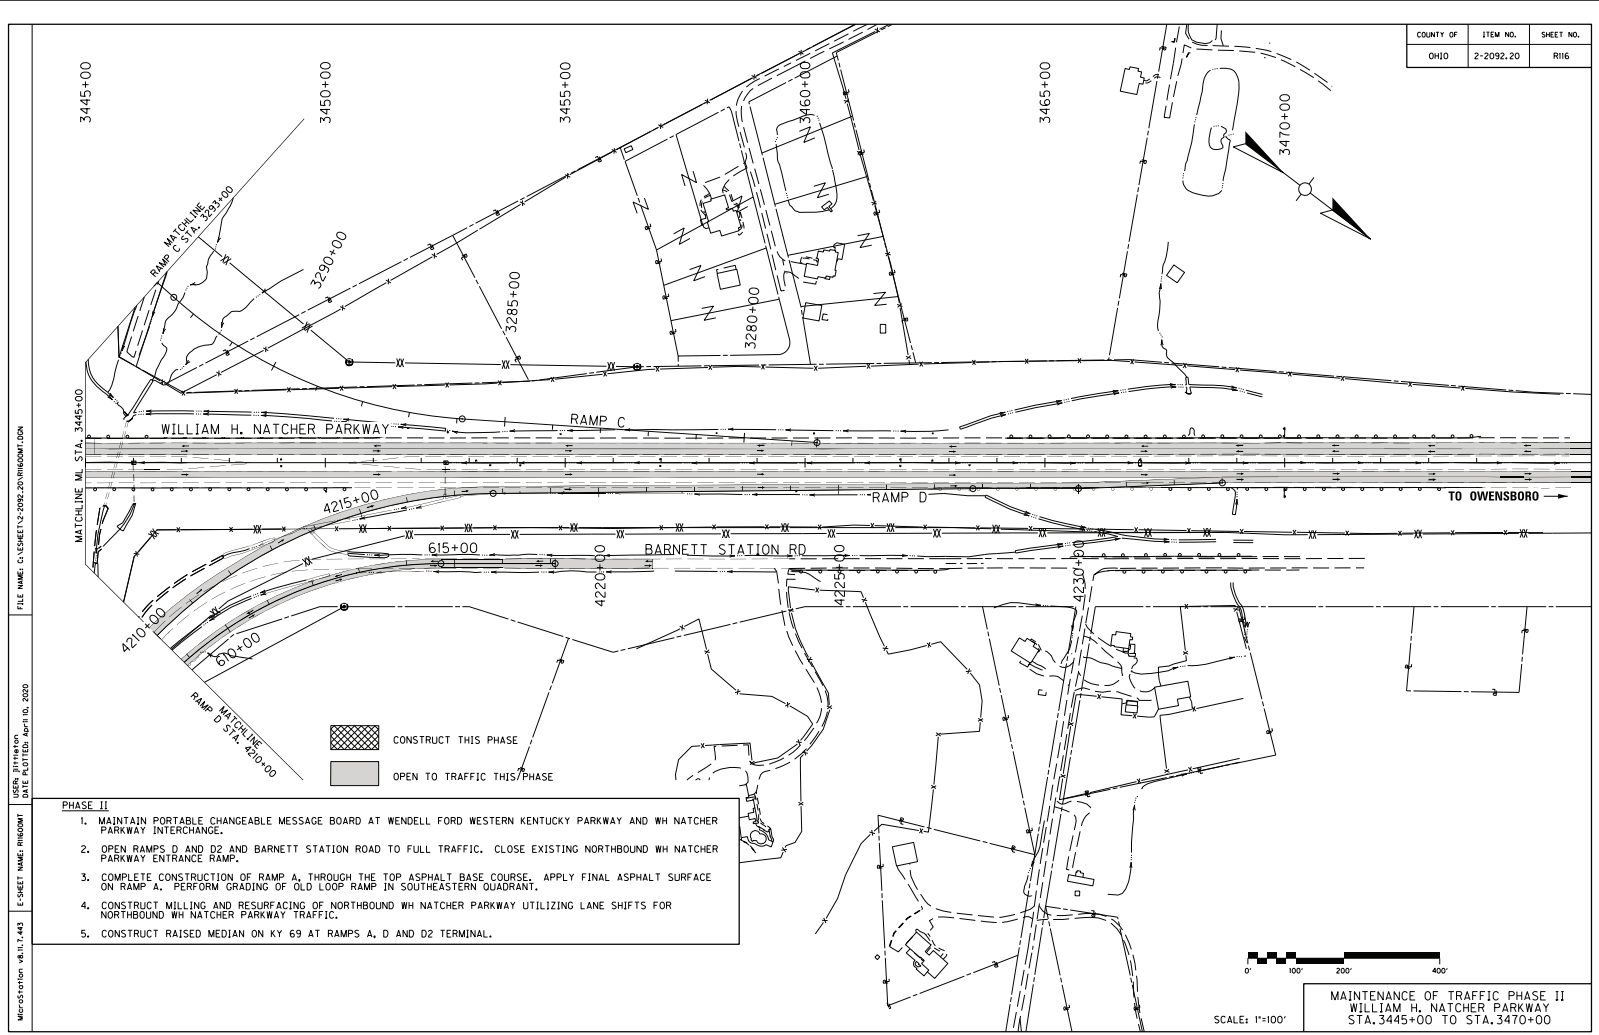 COUNTY OF
ITEM NO.
SHEET NO.
OHIO
2-2092.20
R116
3445+00
3450+00
3455+00
3460+00
3465+00
3470+00
MATCHLINE
RAMP C STA. 3293+00
3290+00
3285+00
3280+00
MATCHLINE ML STA. 3445+00
WILLIAM H. NATCHER PARKWAY
RAMP C
4215+00
RAMP D
TO OWENSBORO
615+00
BARNETT STATION RD
4220+00
4225+00
4230+00
4210+00
610+00
MATCHLINE
RAMP D STA. 4210+00
CONSTRUCT THIS PHASE
OPEN TO TRAFFIC THIS PHASE
PHASE II
1. MAINTAIN PORTABLE CHANGEABLE MESSAGE BOARD AT WENDELL FORD WESTERN KENTUCKY PARKWAY AND WH NATCHER
PARKWAY INTERCHANGE.
2. OPEN RAMPS D AND D2 AND BARNETT STATION ROAD TO FULL TRAFFIC. CLOSE EXISTING NORTHBOUND WH NATCHER
PARKWAY ENTRANCE RAMP.
3. COMPLETE CONSTRUCTION OF RAMP A, THROUGH THE TOP ASPHALT BASE COURSE. APPLY FINAL ASPHALT SURFACE
ON RAMP A. PERFORM GRADING OF OLD LOOP RAMP IN SOUTHEASTERN QUADRANT.
4. CONSTRUCT MILLING AND RESURFACING OF NORTHBOUND WH NATCHER PARKWAY UTILIZING LANE SHIFTS FOR
NORTHBOUND WH NATCHER PARKWAY TRAFFIC.
5. CONSTRUCT RAISED MEDIAN ON KY 69 AT RAMPS A, D AND D2 TERMINAL.
0' 100' 200' 400'
SCALE: 1"=100'
MAINTENANCE OF TRAFFIC PHASE II
WILLIAM H. NATCHER PARKWAY
STA.3445+00 TO STA.3470+00
FILE NAME: C:\ESHEET\2-2092.20\R11600MT.DGN
USER: jlittleton
DATE PLOTTED: April 10, 2020
E-SHEET NAME: R11600MT
MicroStation v8.11.7.443